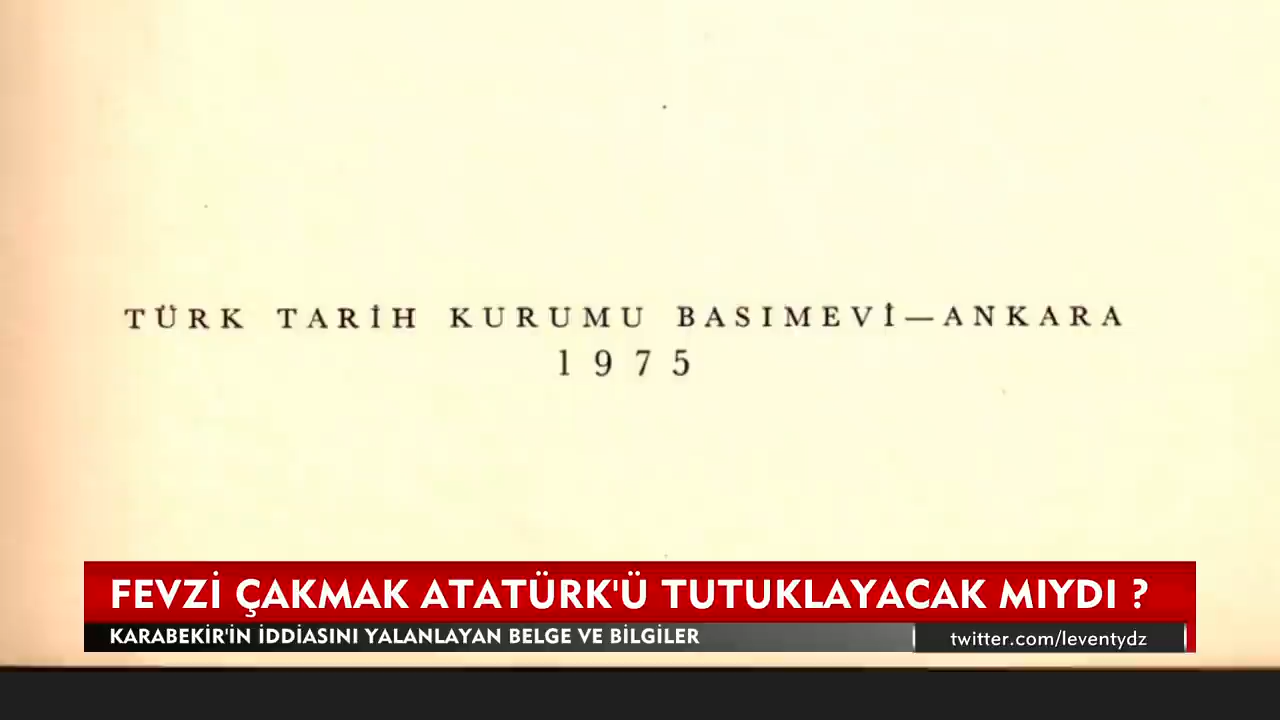 TÜRK TARİH KURUMU BASIMEVİ—ANKARA
1975
FEVZİ ÇAKMAK ATATÜRK'Ü TUTUKLAYACAK MIYDI ?
KARABEKİR'İN İDDİASINI YALANLAYAN BELGE VE BİLGİLER
twitter.com/leventydz